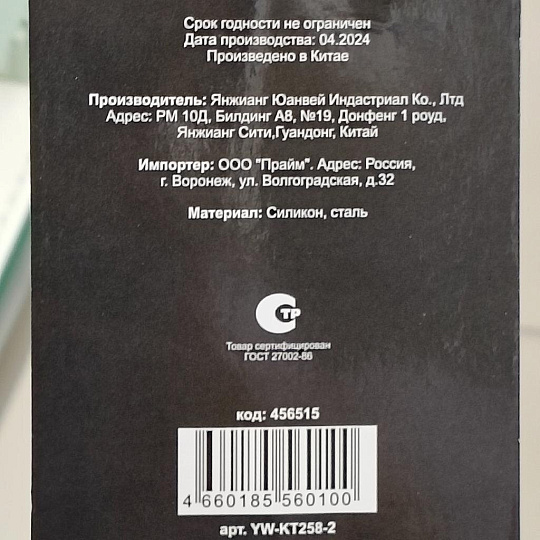 Срок годности не ограничен
Дата производства: 04.2024
Произведено в Китае
Производитель: Янжианг Юанвей Индастриал Ко., Лтд
Адрес: РМ 10Д, Билдинг А8, №19, Донфенг 1 роуд,
Янжианг Сити,Гуандонг, Китай
Импортер: ООО "Прайм". Адрес: Россия,
г. Воронеж, ул. Волгоградская, д.32
Материал: Силикон, сталь
СТР
Товар сертифицирован
ГОСТ 27002-86
код: 456515
4 660185 560100
арт. YW-KT258-2